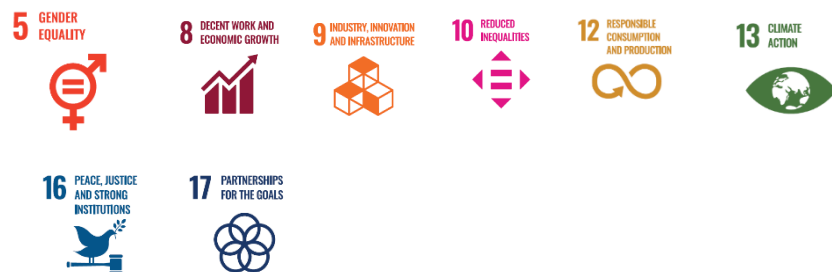 5 GENDER
EQUALITY
8 DECENT WORK AND
ECONOMIC GROWTH
9 INDUSTRY, INNOVATION
AND INFRASTRUCTURE
10 REDUCED
INEQUALITIES
12 RESPONSIBLE
CONSUMPTION
AND PRODUCTION
13 CLIMATE
ACTION
16 PEACE, JUSTICE
AND STRONG
INSTITUTIONS
17 PARTNERSHIPS
FOR THE GOALS